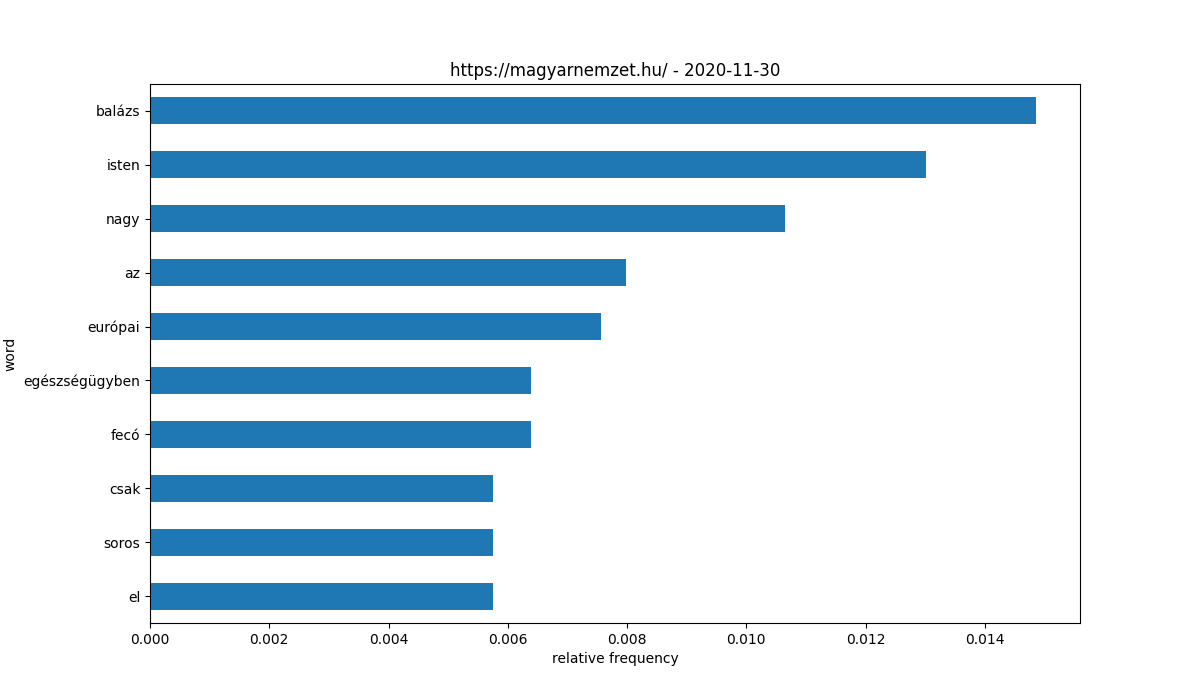 https://magyarnemzet.hu/ - 2020-11-30
balázs
isten
nagy
az
európai
egészségügyben
fecó
csak
soros
el
word
0.000 0.002 0.004 0.006 0.008 0.010 0.012 0.014
relative frequency